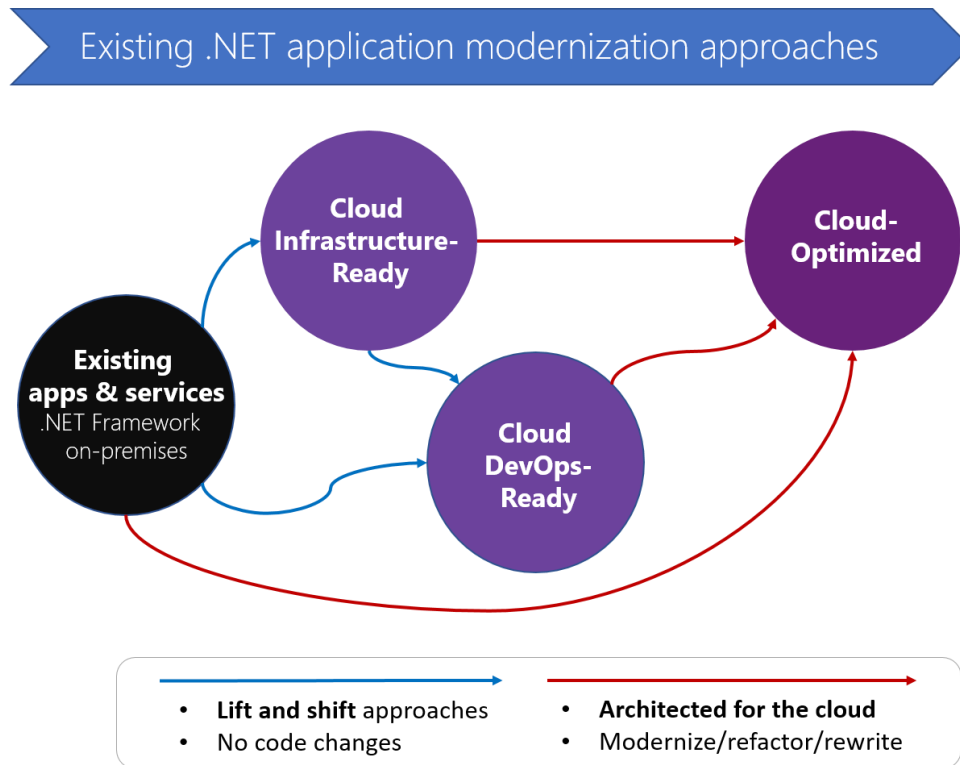 Existing .NET application modernization approaches
Cloud
Infrastructure-
Ready
Cloud-
Optimized
Existing
apps & services
.NET Framework
on-premises
Cloud
DevOps-
Ready
• Lift and shift approaches
• No code changes
• Architected for the cloud
• Modernize/refactor/rewrite